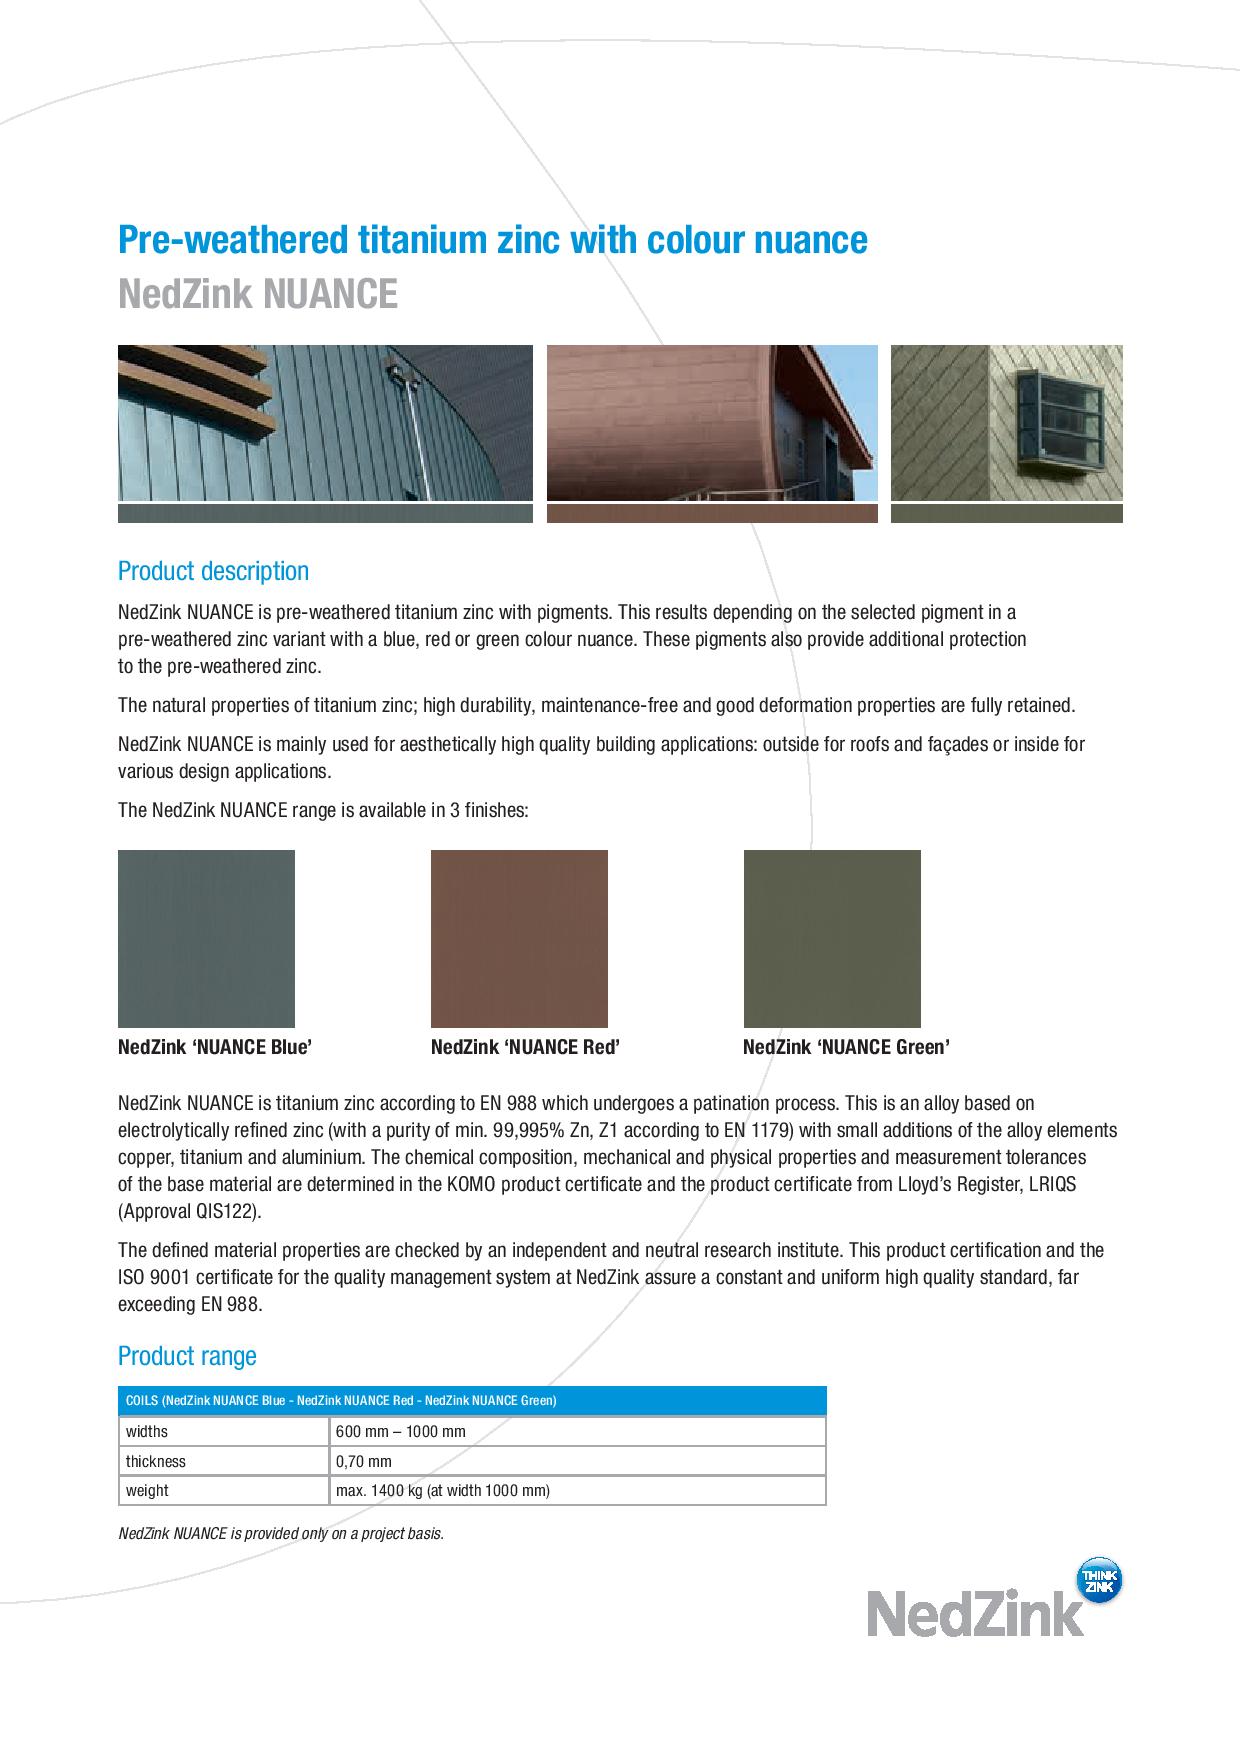 Pre-weathered titanium zinc with colour nuance
NedZink NUANCE
Product description
NedZink NUANCE is pre-weathered titanium zinc with pigments. This results depending on the selected pigment in a
pre-weathered zinc variant with a blue, red or green colour nuance. These pigments also provide additional protection
to the pre-weathered zinc.
The natural properties of titanium zinc; high durability, maintenance-free and good deformation properties are fully retained.
NedZink NUANCE is mainly used for aesthetically high quality building applications: outside for roofs and façades or inside for
various design applications.
The NedZink NUANCE range is available in 3 finishes:
NedZink ‘NUANCE Blue’
NedZink ‘NUANCE Red’
NedZink ‘NUANCE Green’
NedZink NUANCE is titanium zinc according to EN 988 which undergoes a patination process. This is an alloy based on
electrolytically refined zinc (with a purity of min. 99,995% Zn, Z1 according to EN 1179) with small additions of the alloy elements
copper, titanium and aluminium. The chemical composition, mechanical and physical properties and measurement tolerances
of the base material are determined in the KOMO product certificate and the product certificate from Lloyd’s Register, LRIQS
(Approval QIS122).
The defined material properties are checked by an independent and neutral research institute. This product certification and the
ISO 9001 certificate for the quality management system at NedZink assure a constant and uniform high quality standard, far
exceeding EN 988.
Product range
COILS (NedZink NUANCE Blue - NedZink NUANCE Red - NedZink NUANCE Green)
widths 600 mm – 1000 mm
thickness 0,70 mm
weight max. 1400 kg (at width 1000 mm)
NedZink NUANCE is provided only on a project basis.
THINK
ZINK
NedZink